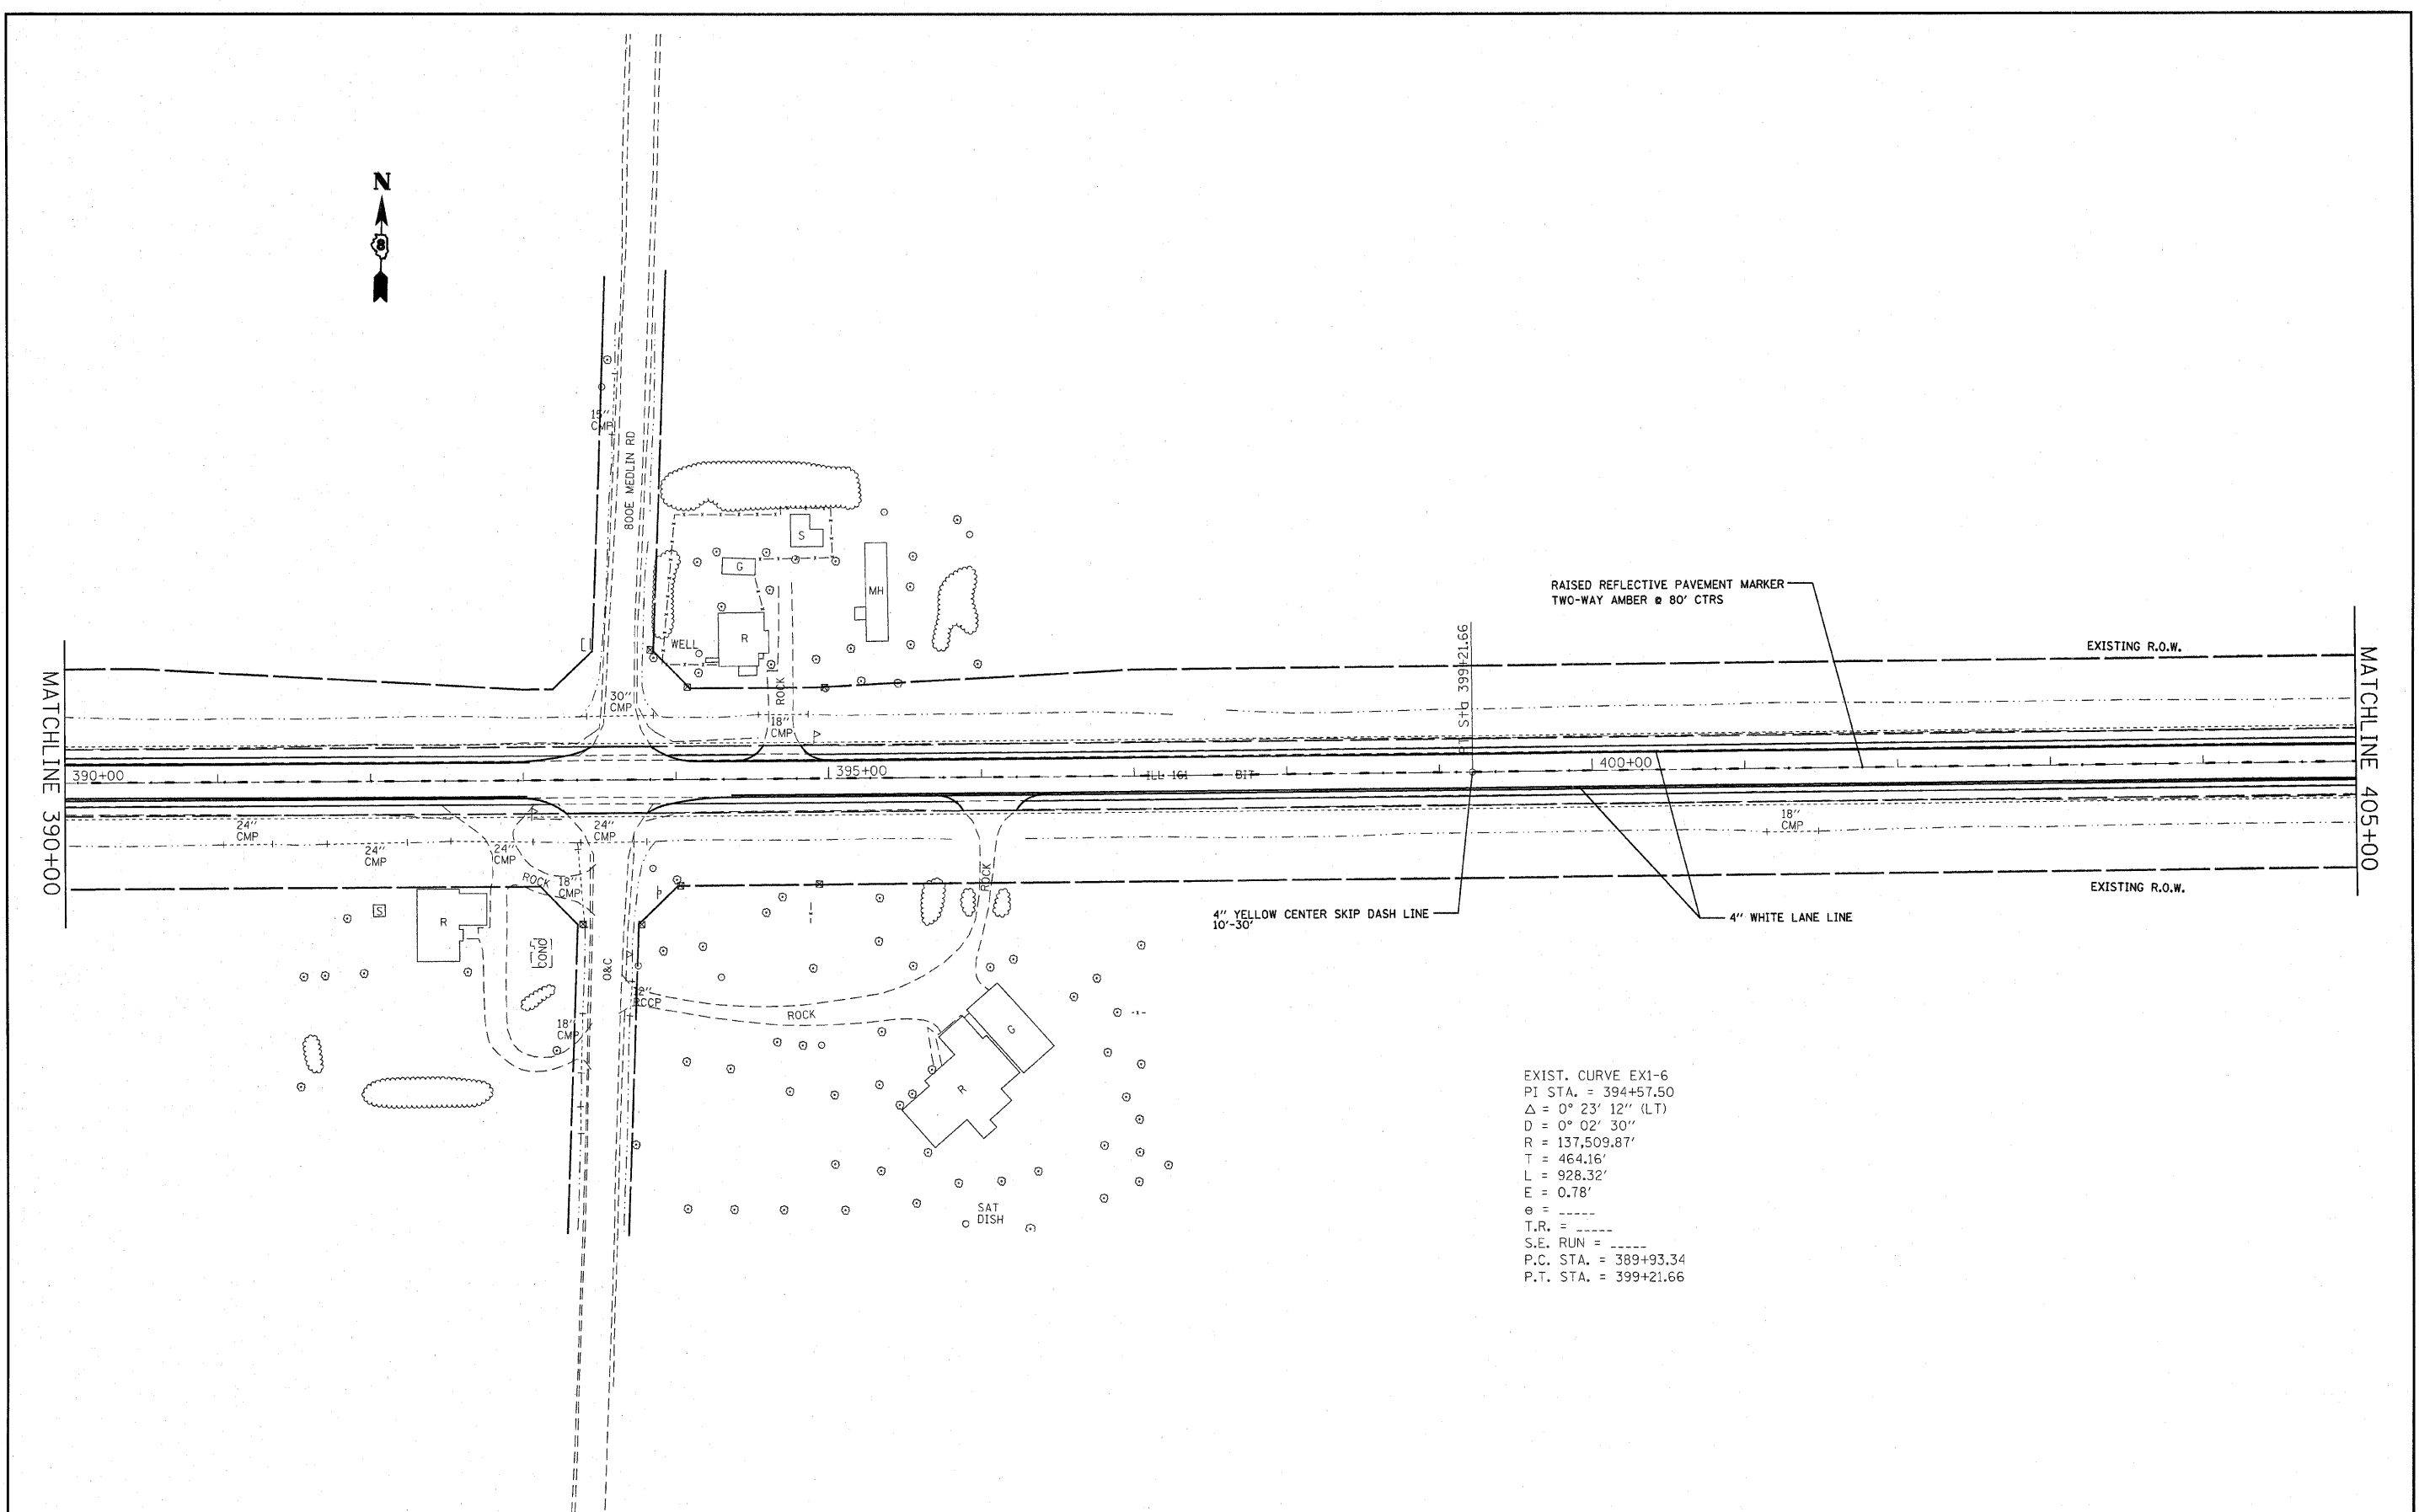 N
8
15" CMP
800E MEDLIN RD
S
G
MH
R
WELL
ROCK
30" CMP
18" CMP
RAISED REFLECTIVE PAVEMENT MARKER
TWO-WAY AMBER @ 80' CTRS
EXISTING R.O.W.
MATCHLINE 390+00
MATCHLINE 405+00
Sta 399+21.66
390+00
395+00
ILL 161
BIT
400+00
24" CMP
24" CMP
24" CMP
24" CMP
18" CMP
18" CMP
ROCK
ROCK
EXISTING R.O.W.
4" YELLOW CENTER SKIP DASH LINE
10'-30'
4" WHITE LANE LINE
S
R
CONC
O&C
P
12" RCCP
ROCK
18" CMP
G
R
SAT
DISH
EXIST. CURVE EX1-6
PI STA. = 394+57.50
Δ = 0° 23' 12" (LT)
D = 0° 02' 30"
R = 137,509.87'
T = 464.16'
L = 928.32'
E = 0.78'
e = _____
T.R. = _____
S.E. RUN = _____
P.C. STA. = 389+93.34
P.T. STA. = 399+21.66